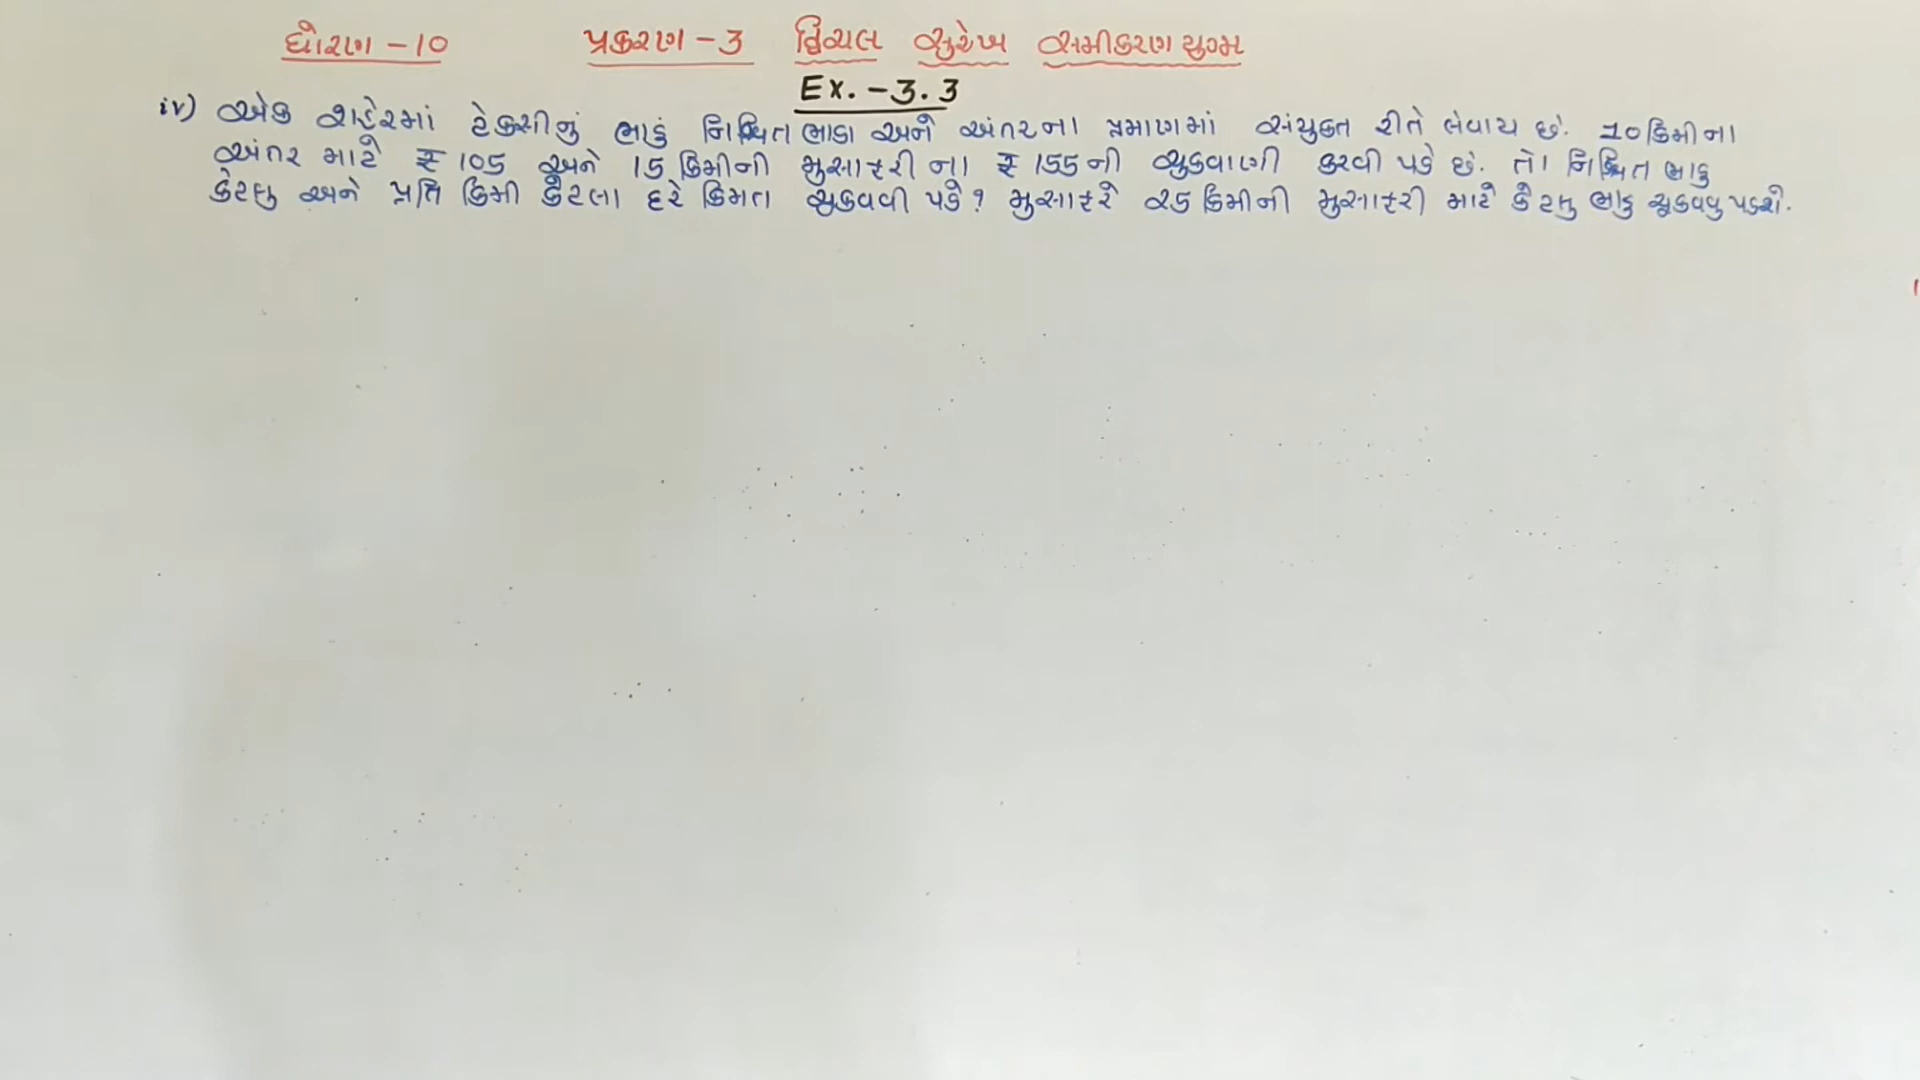 ધોરણ - 10 પ્રકરણ - 3 દ્વિચલ સુરેખ સમીકરણ યુગ્મ
Ex. - 3.3
iv) એક શહેરમાં ટેકસીનું ભાડું નિશ્ચિત ભાડા અને અંતરના પ્રમાણમાં સંયુક્ત રીતે લેવાય છે. 10 કિમીના
અંતર માટે ₹ 105 અને 15 કિમીની મુસાફરી ના ₹ 155 ની ચુકવાણી કરવી પડે છે. તો નિશ્ચિત ભાડુ
કેટલુ અને પ્રતિ કિમી કેટલા દરે કિમત ચુકવવી પડે? મુસાફરે 25 કિમીની મુસાફરી માટે કેટલુ ભાડુ ચૂકવવુ પડશે.